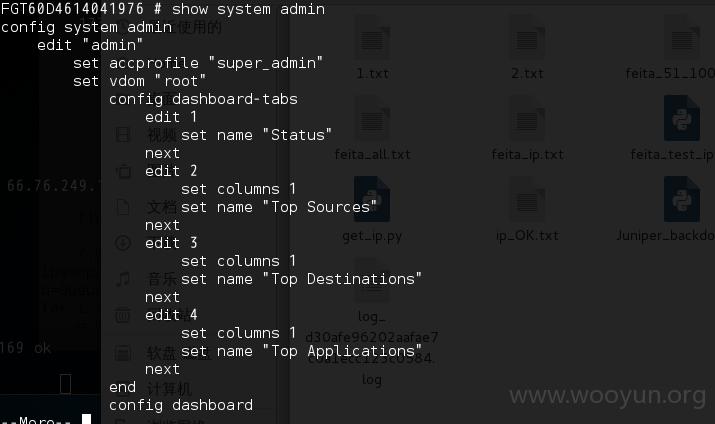 FGT60D4614041976 # show system admin
config system admin
edit "admin"
set accprofile "super_admin"
set vdom "root"
config dashboard-tabs
edit 1
set name "Status"
next
edit 2
set columns 1
set name "Top Sources"
next
edit 3
set columns 1
set name "Top Destinations"
next
edit 4
set columns 1
set name "Top Applications"
next
end
config dashboard
--More--
使用的
视频
文档
音乐
软盘
计算机
66.76.249.
169 ok
1.txt
2.txt
feita_51_100
feita_all.txt
feita_ip.txt
feita_test_ip
get_ip.py
ip_OK.txt
Juniper_backdo
log_
d30afe96202aafae7
log
www.wooyun.org